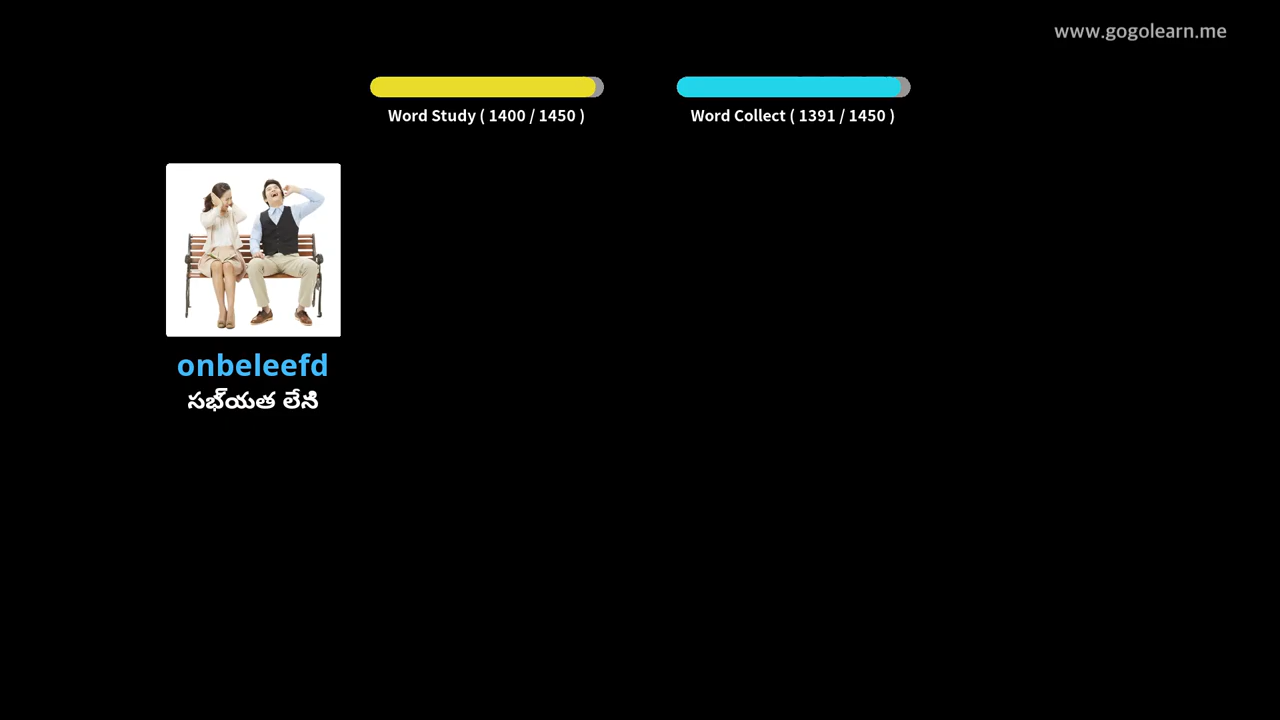 www.gogolearn.me
Word Study ( 1400 / 1450 )
Word Collect ( 1391 / 1450 )
onbeleefd
సభ్యత లేని